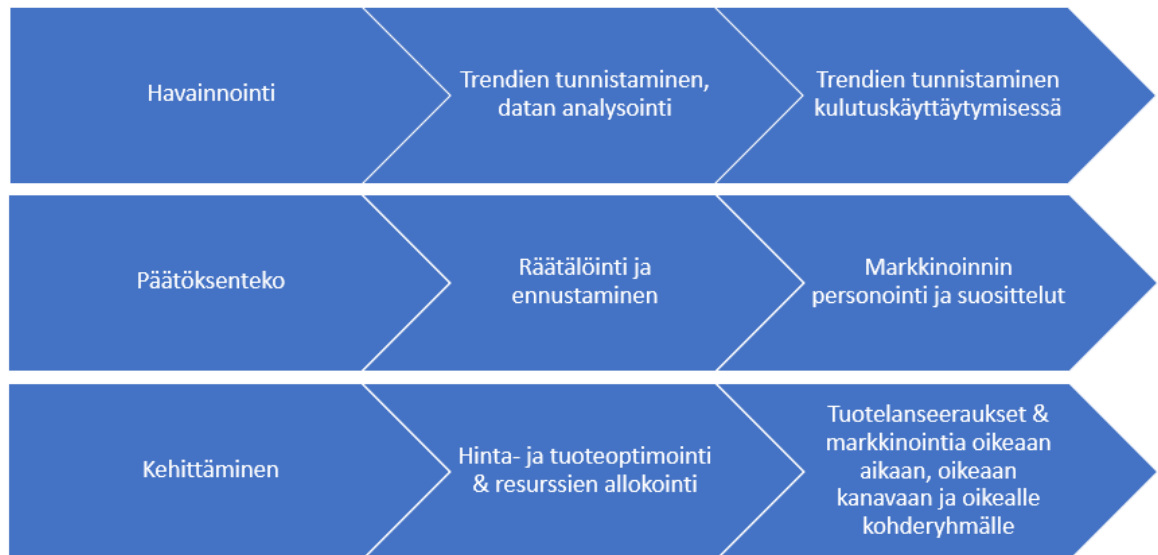 Havainnointi
Trendien tunnistaminen,
datan analysointi
Trendien tunnistaminen
kulutuskäyttäytymisessä
Päätöksenteko
Räätälöinti ja
ennustaminen
Markkinoinnin
personointi ja suosittelut
Kehittäminen
Hinta- ja tuoteoptimointi
& resurssien allokointi
Tuotelanseeraukset &
markkinointia oikeaan
aikaan, oikeaan
kanavaan ja oikealle
kohderyhmälle